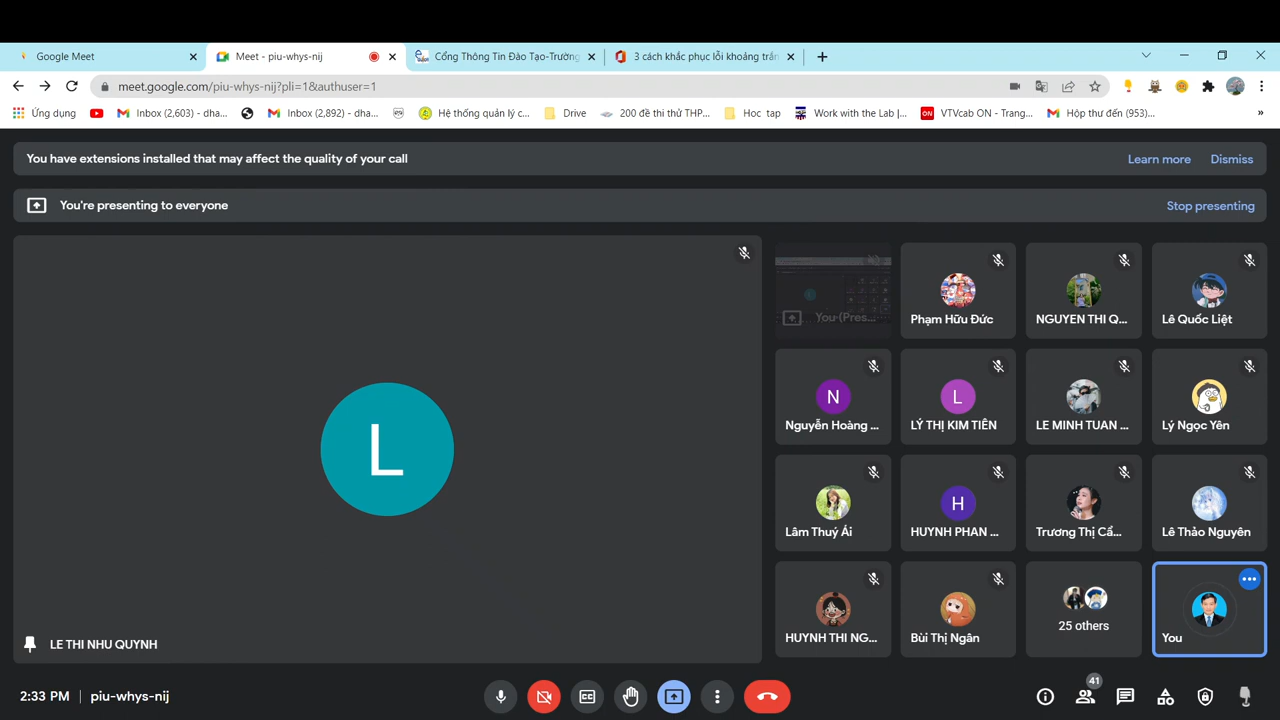 Google Meet
Meet - piu-whys-nij
Cổng Thông Tin Đào Tạo-Trường
3 cách khắc phục lỗi khoảng trắn
meet.google.com/piu-whys-nij?pli=1&authuser=1
Ứng dụng
Inbox (2,603) - dha...
Inbox (2,892) - dha...
Hệ thống quản lý c...
Drive
200 đề thi thử THP...
Hoc tap
Work with the Lab |...
VTVcab ON - Trang...
Hộp thư đến (953)...
»
You have extensions installed that may affect the quality of your call
Learn more
Dismiss
You're presenting to everyone
Stop presenting
L
LE THI NHU QUYNH
You (Pres...
Phạm Hữu Đức
NGUYEN THI Q...
Lê Quốc Liệt
N
Nguyễn Hoàng ...
L
LÝ THỊ KIM TIÊN
LE MINH TUAN ...
Lý Ngọc Yên
Lâm Thuý Ái
H
HUYNH PHAN ...
Trương Thị Cẩ...
Lê Thảo Nguyên
HUYNH THI NG...
Bùi Thị Ngân
25 others
You
2:33 PM | piu-whys-nij
41